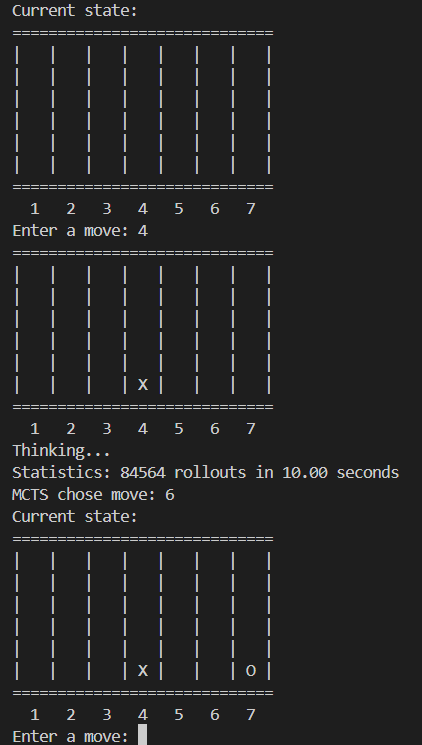 Current state:
=============================
|   |   |   |   |   |   |   |
|   |   |   |   |   |   |   |
|   |   |   |   |   |   |   |
|   |   |   |   |   |   |   |
|   |   |   |   |   |   |   |
|   |   |   |   |   |   |   |
=============================
  1   2   3   4   5   6   7
Enter a move: 4
=============================
|   |   |   |   |   |   |   |
|   |   |   |   |   |   |   |
|   |   |   |   |   |   |   |
|   |   |   |   |   |   |   |
|   |   |   |   |   |   |   |
|   |   |   | X |   |   |   |
=============================
  1   2   3   4   5   6   7
Thinking...
Statistics: 84564 rollouts in 10.00 seconds
MCTS chose move: 6
Current state:
=============================
|   |   |   |   |   |   |   |
|   |   |   |   |   |   |   |
|   |   |   |   |   |   |   |
|   |   |   |   |   |   |   |
|   |   |   |   |   |   |   |
|   |   |   | X |   |   | O |
=============================
  1   2   3   4   5   6   7
Enter a move: